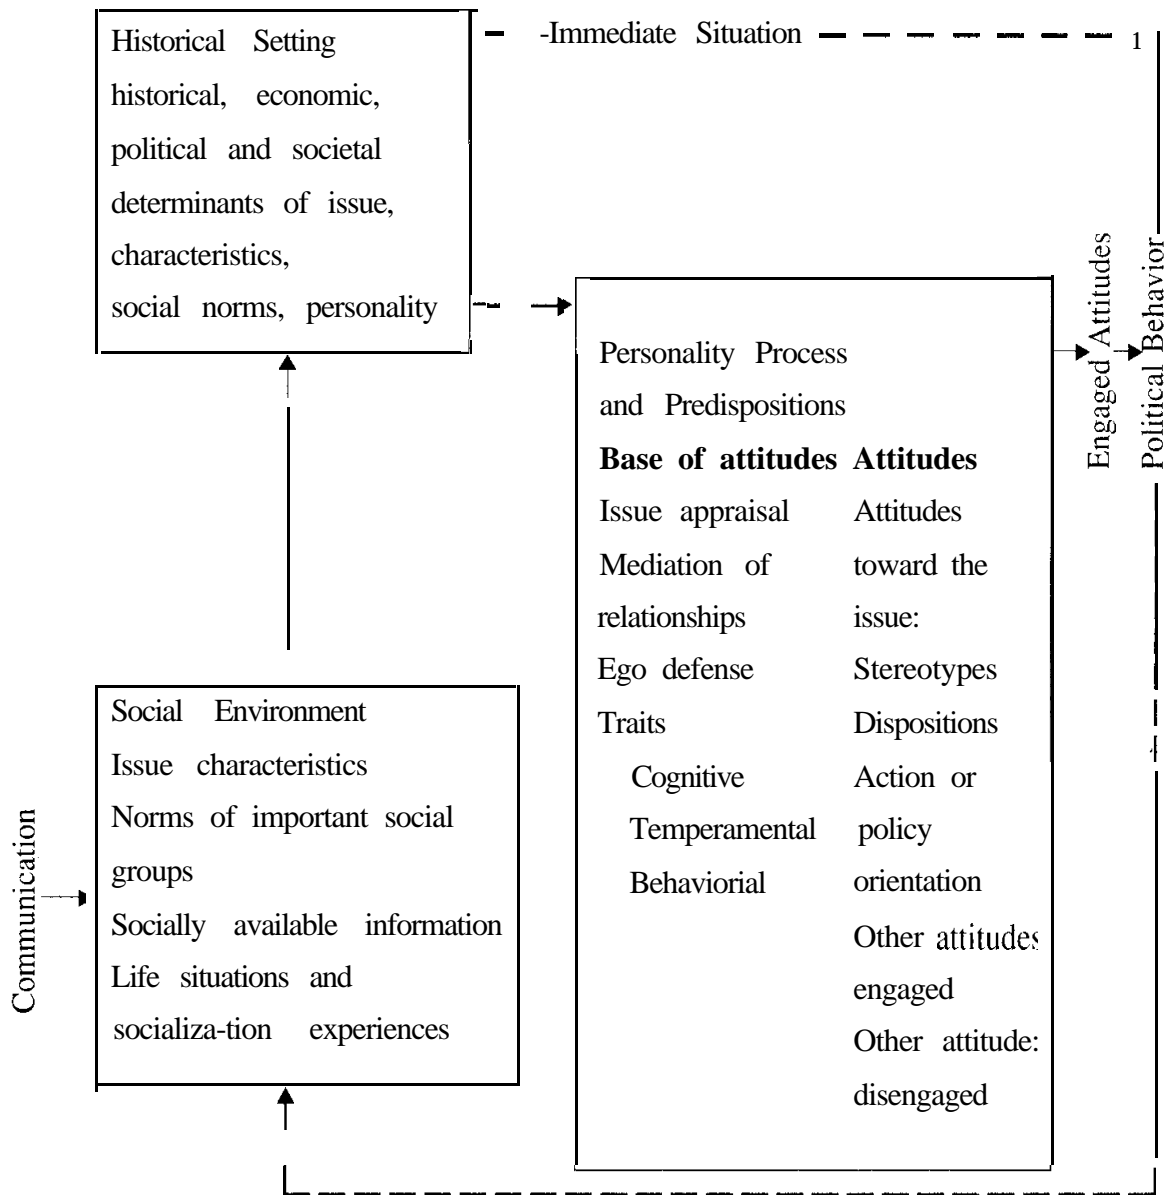 Historical Setting
historical, economic,
political and societal
determinants of issue,
characteristics,
social norms, personality
-Immediate Situation
1
Personality Process
and Predispositions
Base of attitudes
Issue appraisal
Mediation of
relationships
Ego defense
Traits
Cognitive
Temperamental
Behaviorial
Attitudes
Attitudes
toward the
issue:
Stereotypes
Dispositions
Action or
policy
orientation
Other attitudes
engaged
Other attitude:
disengaged
Engaged Attitudes
Political Behavior
Social Environment
Issue characteristics
Norms of important social
groups
Socially available information
Life situations and
socializa-tion experiences
Communication